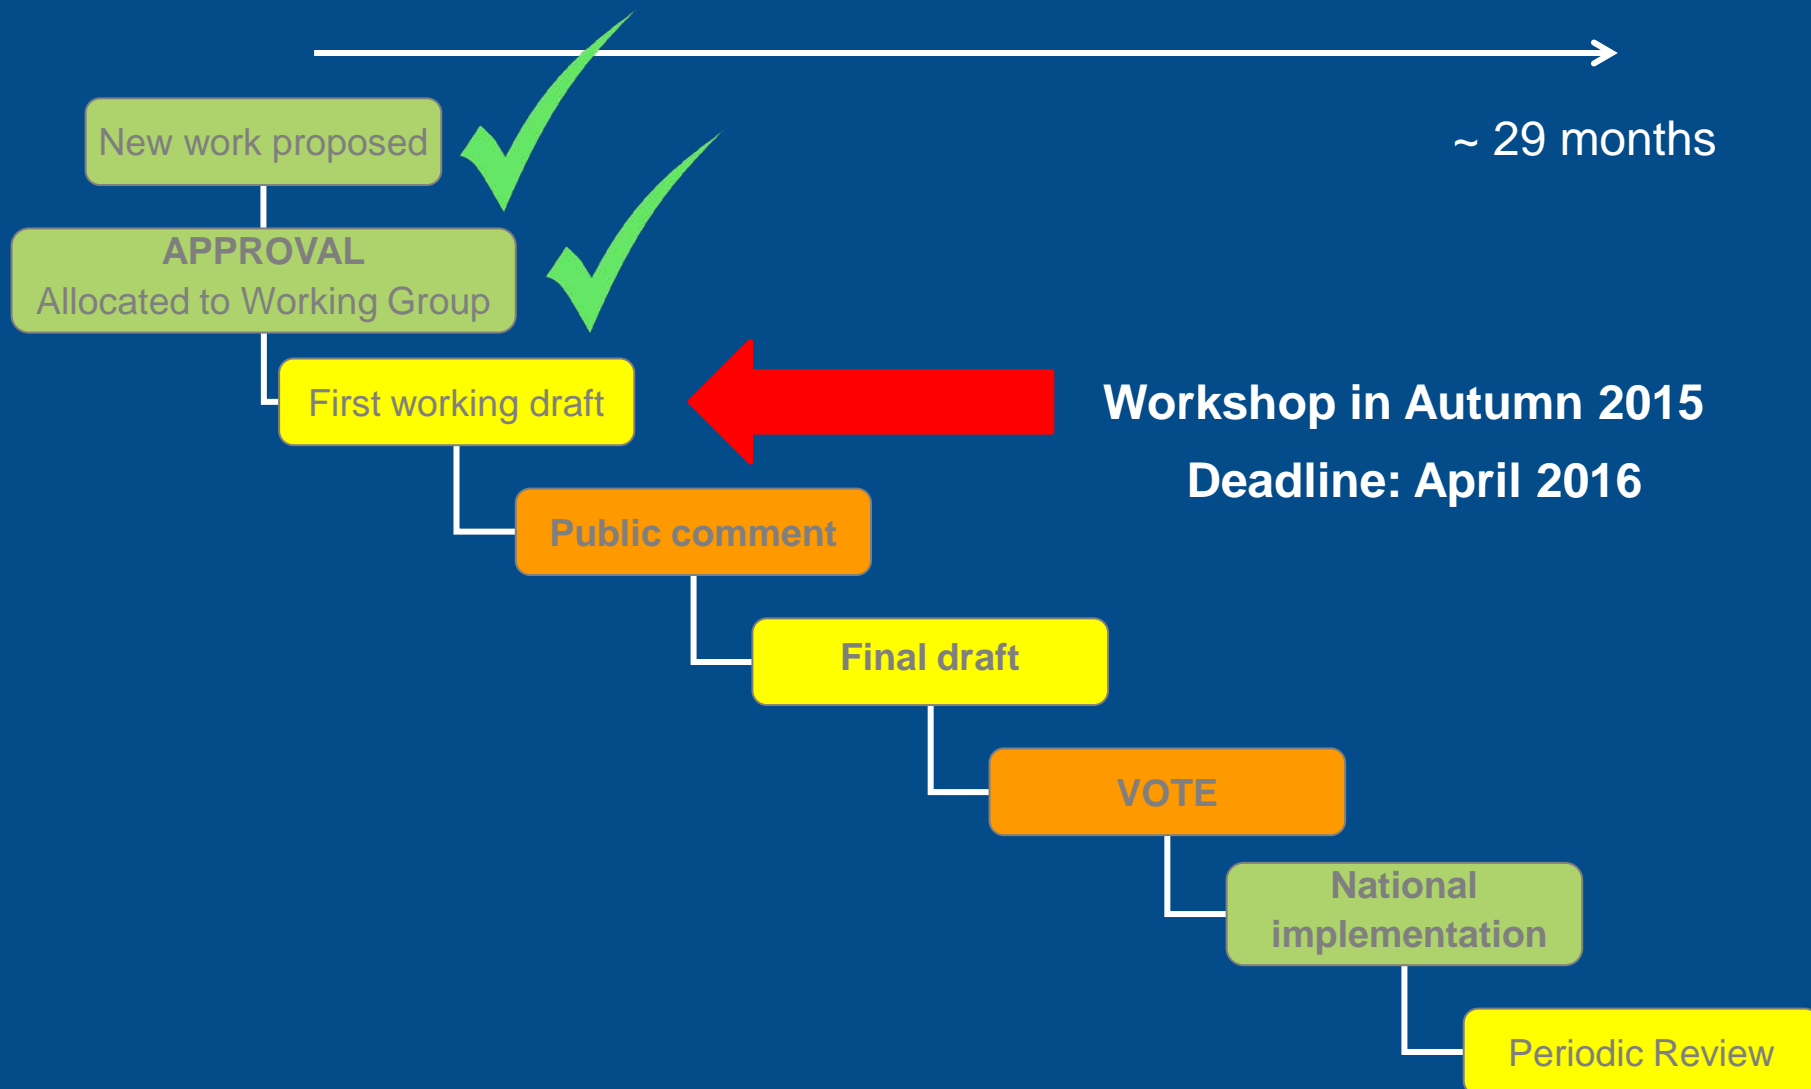 ~ 29 months
New work proposed
APPROVAL
Allocated to Working Group
First working draft
Workshop in Autumn 2015
Deadline: April 2016
Public comment
Final draft
VOTE
National
implementation
Periodic Review